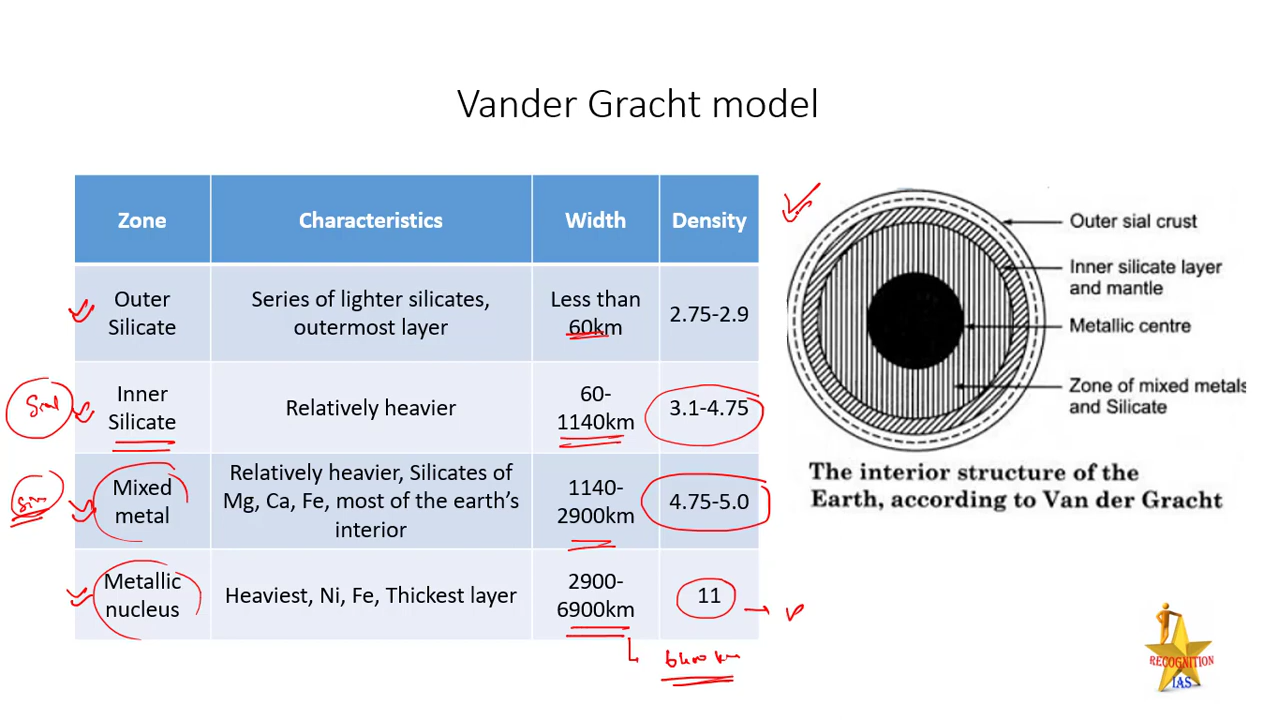 Vander Gracht model
Zone
Characteristics
Width
Density
Outer
Silicate
Series of lighter silicates,
outermost layer
Less than
60km
2.75-2.9
Inner
Silicate
Relatively heavier
60-
1140km
3.1-4.75
Mixed
metal
Relatively heavier, Silicates of
Mg, Ca, Fe, most of the earth's
interior
1140-
2900km
4.75-5.0
Metallic
nucleus
Heaviest, Ni, Fe, Thickest layer
2900-
6900km
11
Sial
6400 km
Outer sial crust
Inner silicate layer
and mantle
Metallic centre
Zone of mixed metals
and Silicate
The interior structure of the
Earth, according to Van der Gracht
RECOGNITION
IAS